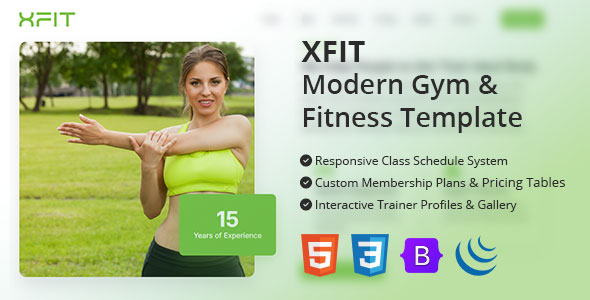 XFIT
XFIT
Modern Gym &
Fitness Template
Responsive Class Schedule System
Custom Membership Plans & Pricing Tables
Interactive Trainer Profiles & Gallery
15
Years of Experience
5
3
B